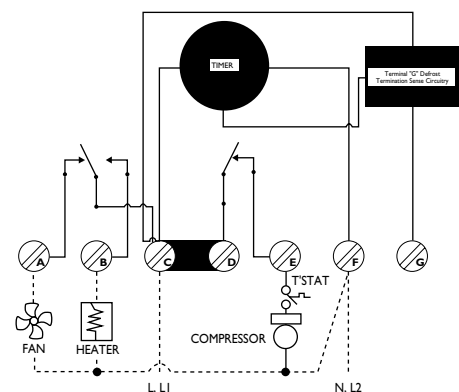 TIMER
Terminal "G" Defrost
Termination Sense Circuitry
A
B
C
D
E
F
G
T'STAT
COMPRESSOR
FAN
HEATER
L, L1
N, L2